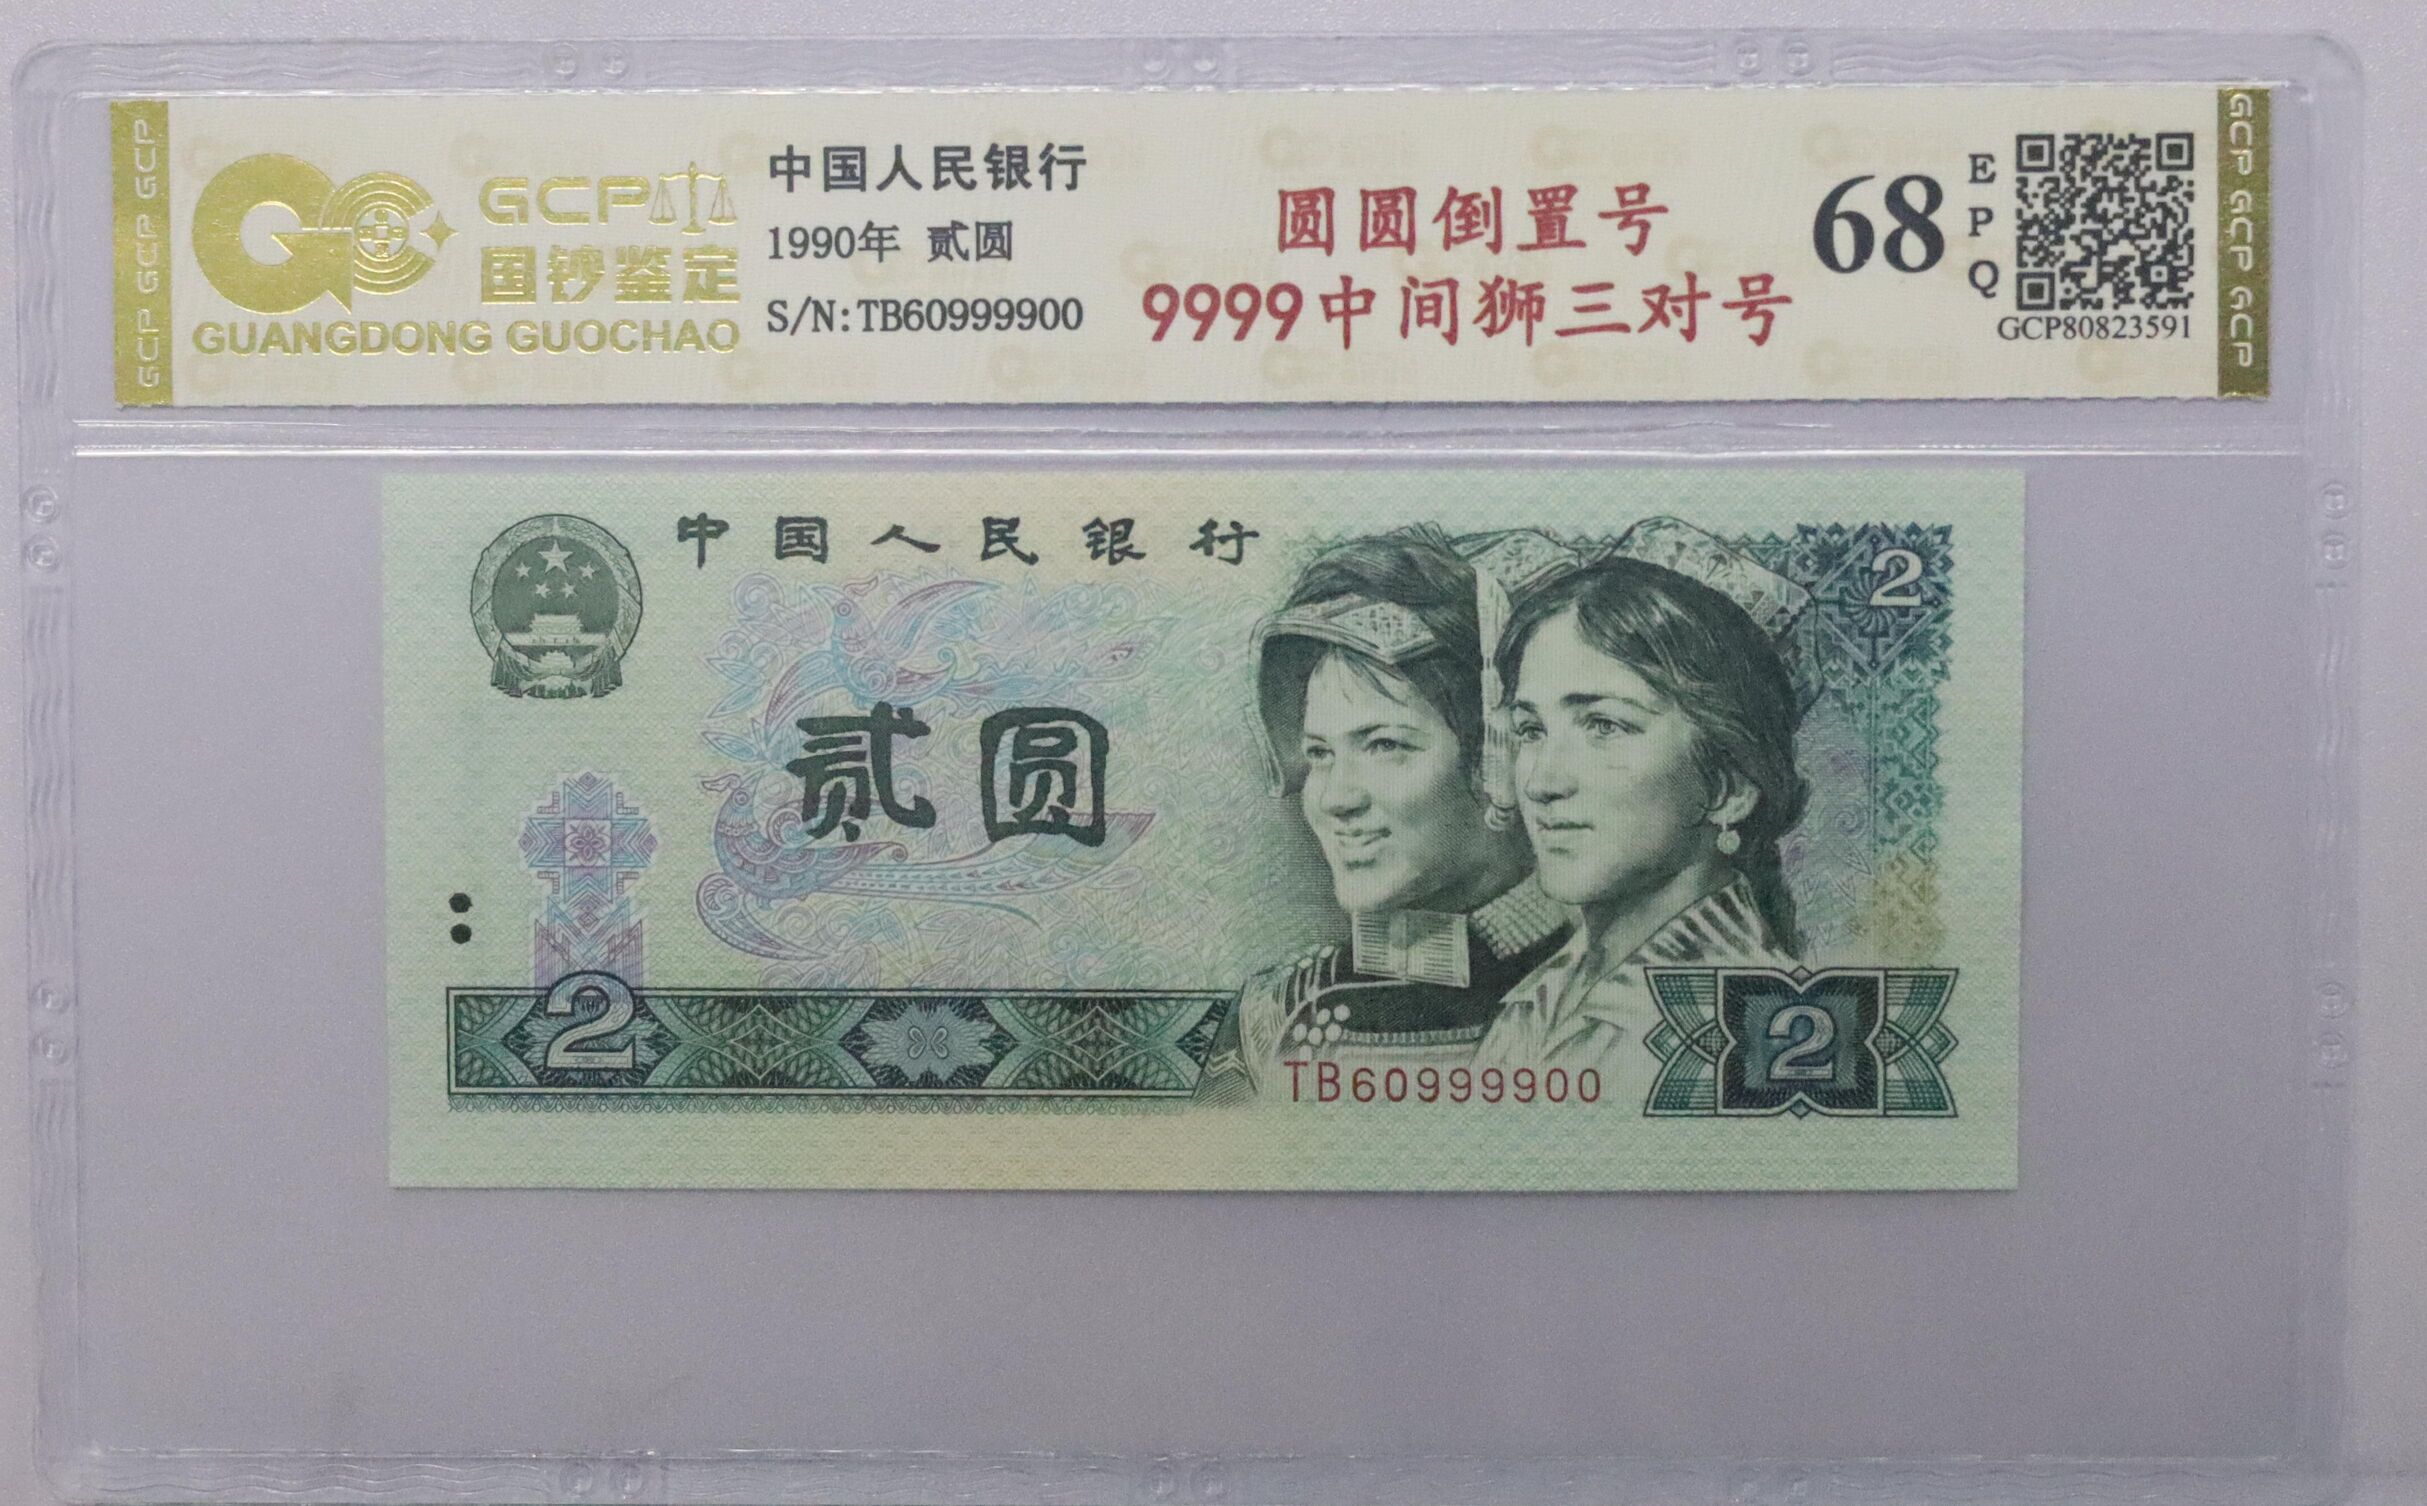 GCP GCP GCP
GCP
国钞鉴定
GUANGDONG GUOCHAO
中国人民银行
1990年 贰圆
S/N:TB60999900
圆圆倒置号
9999中间狮三对号
68
EPQ
GCP80823591
GCP GCP GCP GCP
中国人民银行
2
贰圆
2
2
TB60999900